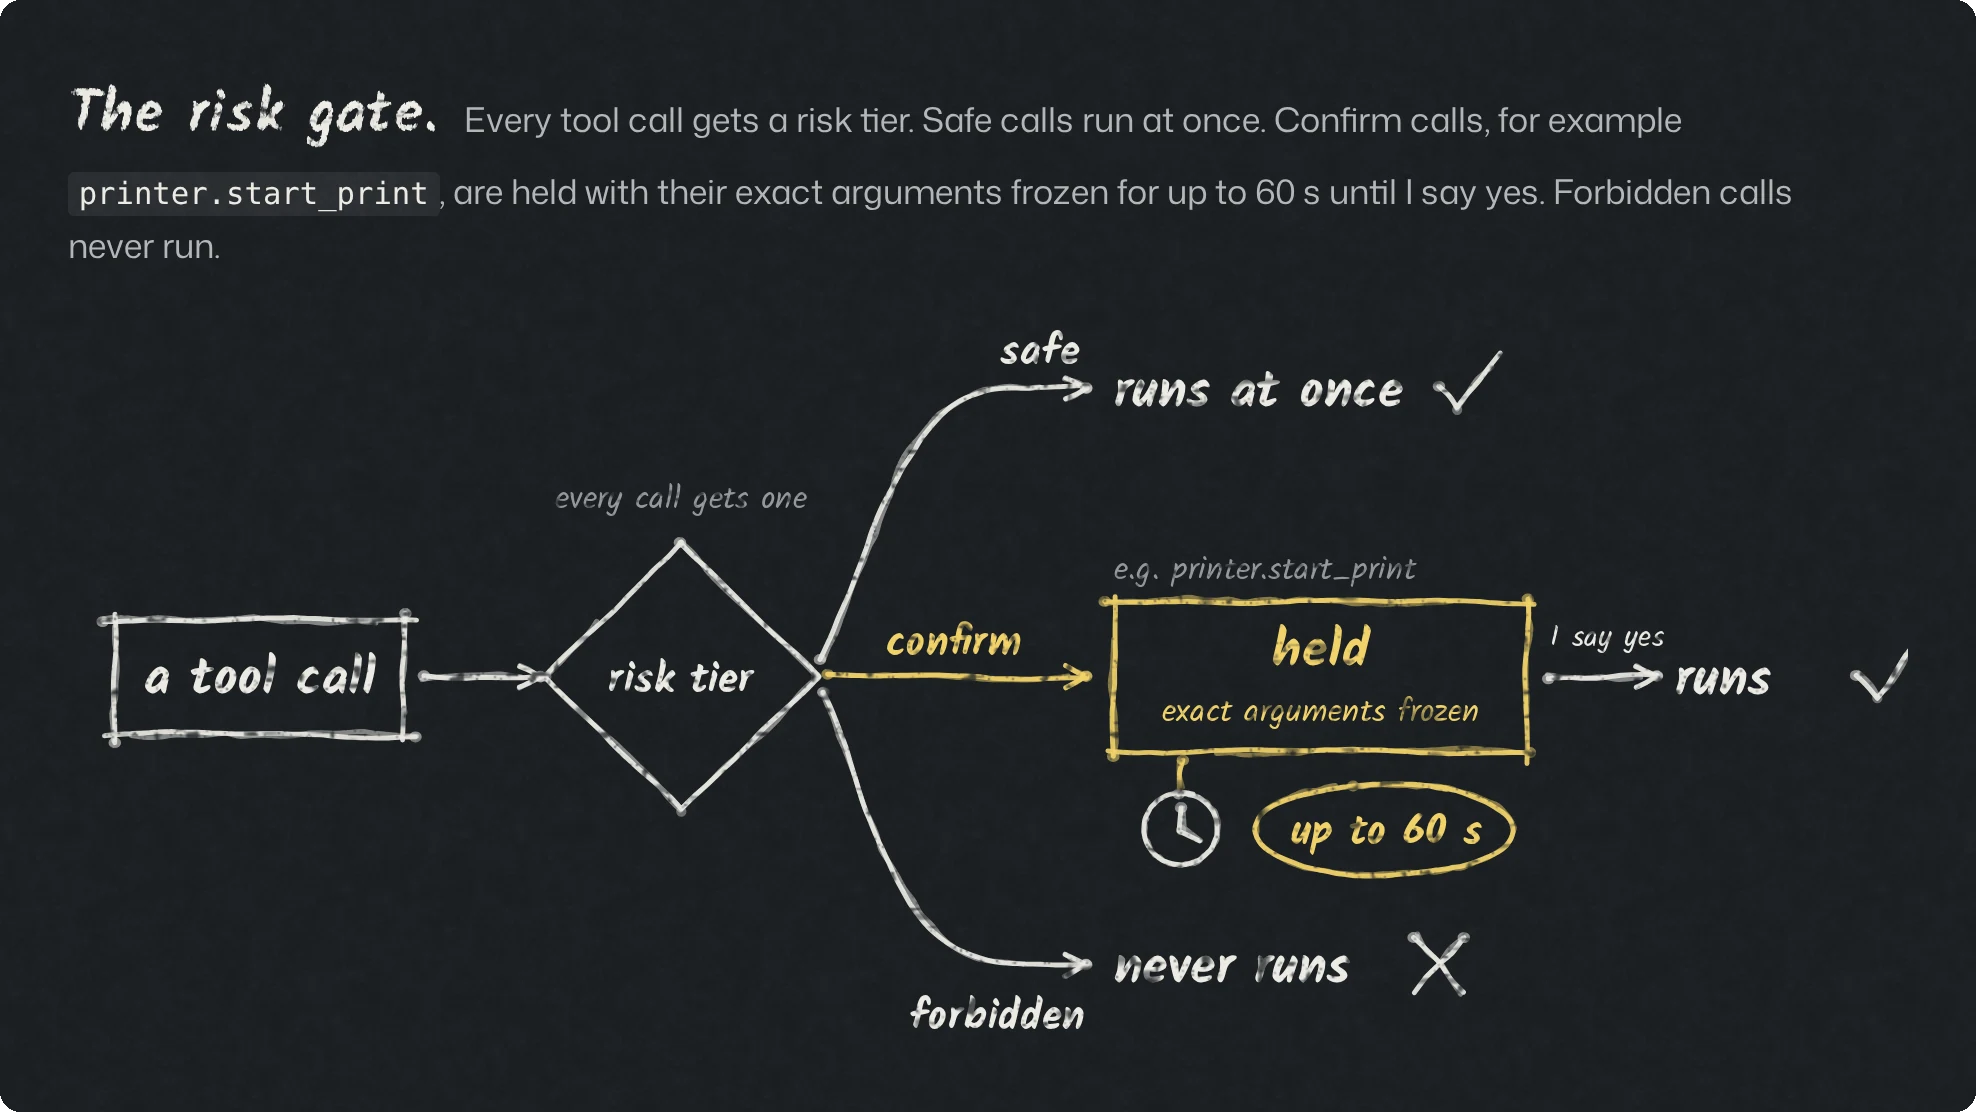 The risk gate. Every tool call gets a risk tier. Safe calls run at once. Confirm calls, for example
printer.start_print, are held with their exact arguments frozen for up to 60 s until I say yes. Forbidden calls
never run.
safe
runs at once
every call gets one
e.g. printer.start_print
a tool call
risk tier
confirm
held
exact arguments frozen
I say yes
runs
up to 60 s
never runs
forbidden